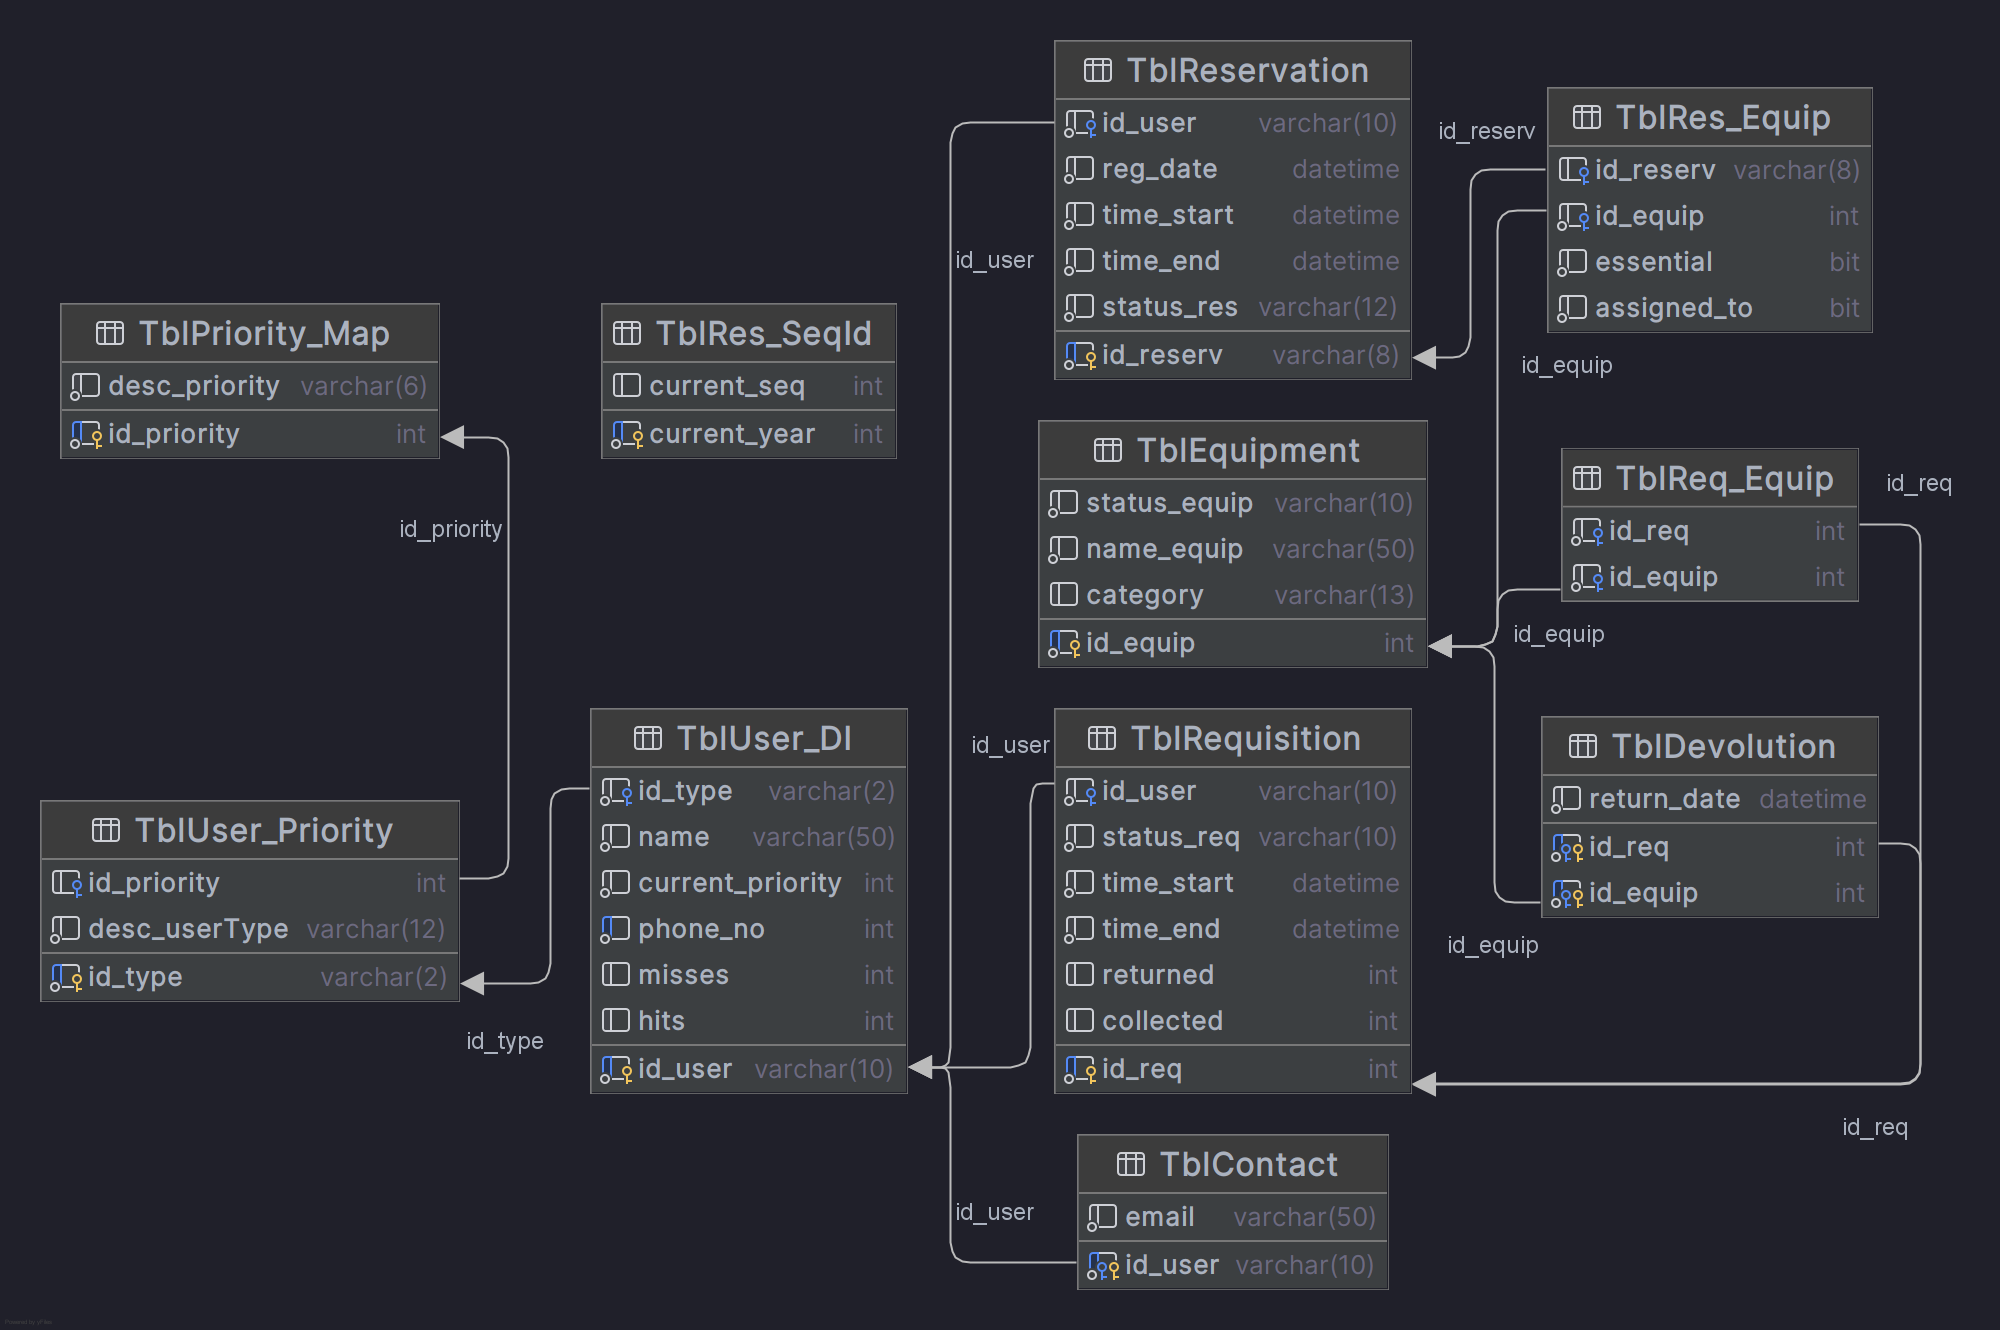 TblReservation
id_user varchar(10)
reg_date datetime
time_start datetime
time_end datetime
status_res varchar(12)
id_reserv varchar(8)
id_reserv
TblRes_Equip
id_reserv varchar(8)
id_equip int
essential bit
assigned_to bit
id_user
id_equip
TblPriority_Map
desc_priority varchar(6)
id_priority int
id_priority
TblRes_SeqId
current_seq int
current_year int
TblEquipment
status_equip varchar(10)
name_equip varchar(50)
category varchar(13)
id_equip int
TblReq_Equip
id_req int
id_equip int
id_req
id_equip
TblUser_Priority
id_priority int
desc_userType varchar(12)
id_type varchar(2)
id_type
TblUser_DI
id_type varchar(2)
name varchar(50)
current_priority int
phone_no int
misses int
hits int
id_user varchar(10)
id_user
TblRequisition
id_user varchar(10)
status_req varchar(10)
time_start datetime
time_end datetime
returned int
collected int
id_req int
TblDevolution
return_date datetime
id_req int
id_equip int
id_equip
id_req
id_user
TblContact
email varchar(50)
id_user varchar(10)
Powered by yFiles